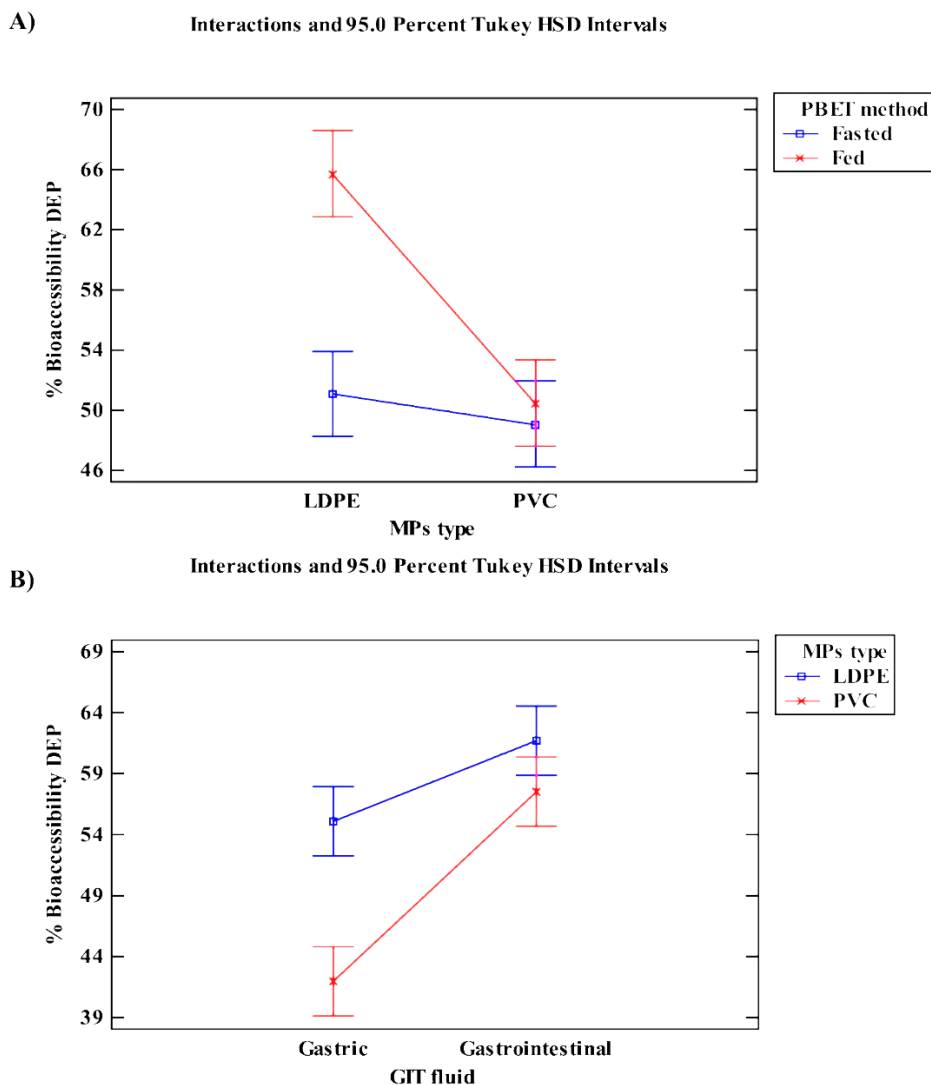 A)
Interactions and 95.0 Percent Tukey HSD Intervals
PBET method
Fasted
Fed
% Bioaccessibility DEP
70
66
62
58
54
50
46
LDPE PVC
MPs type
B)
Interactions and 95.0 Percent Tukey HSD Intervals
MPs type
LDPE
PVC
% Bioaccessibility DEP
69
64
59
54
49
44
39
Gastric Gastrointestinal
GIT fluid